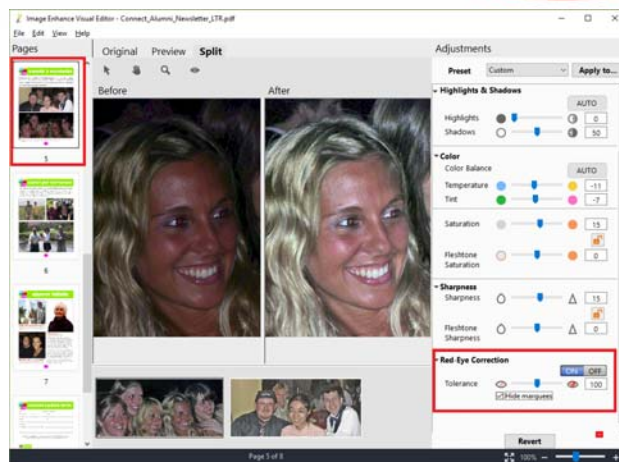 Image Enhance Visual Editor - Connect_Alumni_Newsletter_LTR.pdf
File Edit View Help
Pages
5
6
7
Original Preview Split
Before
After
Page 5 of 8
100%
Adjustments
Preset Custom Apply to...
Highlights & Shadows
AUTO
Highlights 0
Shadows 50
Color
Color Balance AUTO
Temperature -11
Tint -7
Saturation 15
Fleshtone
Saturation 0
Sharpness
Sharpness 15
Fleshtone
Sharpness 0
Red-Eye Correction
ON OFF
Tolerance 100
Hide marquees
Revert